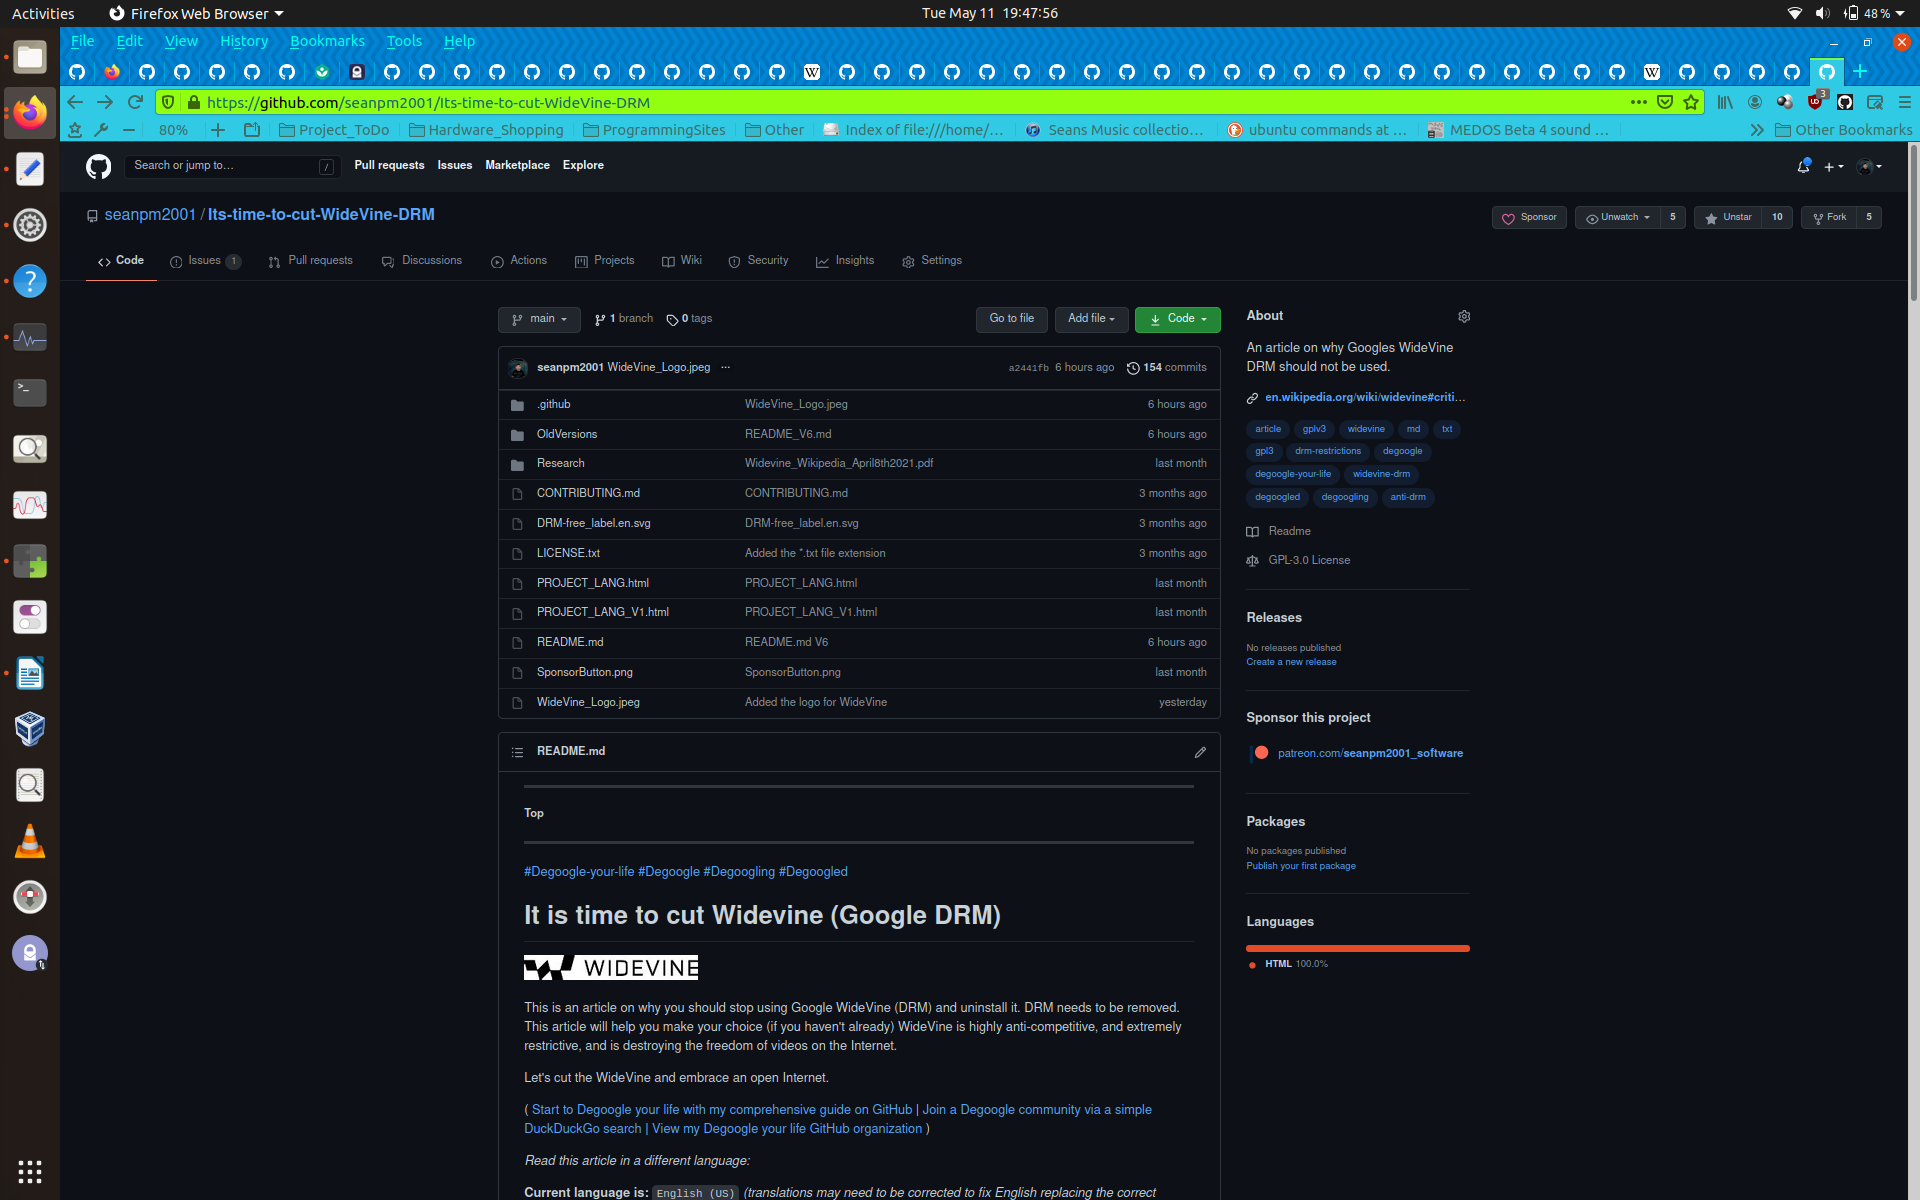 Activities
Firefox Web Browser
Tue May 11 19:47:56
48 %
File Edit View History Bookmarks Tools Help
https://github.com/seanpm2001/Its-time-to-cut-WideVine-DRM
3
80%
Project_ToDo
Hardware_Shopping
ProgrammingSites
Other
Index of file:///home/...
Seans Music collectio...
ubuntu commands at ...
MEDOS Beta 4 sound ...
Other Bookmarks
Search or jump to...
/
Pull requests Issues Marketplace Explore
seanpm2001 / Its-time-to-cut-WideVine-DRM
Sponsor
Unwatch 5
Unstar 10
Fork 5
Code
Issues 1
Pull requests
Discussions
Actions
Projects
Wiki
Security
Insights
Settings
main
1 branch
0 tags
Go to file
Add file
Code
seanpm2001 WideVine_Logo.jpeg ...
a2441fb 6 hours ago
154 commits
.github WideVine_Logo.jpeg 6 hours ago
OldVersions README_V6.md 6 hours ago
Research Widevine_Wikipedia_April8th2021.pdf last month
CONTRIBUTING.md CONTRIBUTING.md 3 months ago
DRM-free_label.en.svg DRM-free_label.en.svg 3 months ago
LICENSE.txt Added the *.txt file extension 3 months ago
PROJECT_LANG.html PROJECT_LANG.html last month
PROJECT_LANG_V1.html PROJECT_LANG_V1.html last month
README.md README.md V6 6 hours ago
SponsorButton.png SponsorButton.png last month
WideVine_Logo.jpeg Added the logo for WideVine yesterday
README.md
Top
#Degoogle-your-life #Degoogle #Degoogling #Degoogled
It is time to cut Widevine (Google DRM)
WIDEVINE
This is an article on why you should stop using Google WideVine (DRM) and uninstall it. DRM needs to be removed.
This article will help you make your choice (if you haven't already) WideVine is highly anti-competitive, and extremely
restrictive, and is destroying the freedom of videos on the Internet.
Let's cut the WideVine and embrace an open Internet.
( Start to Degoogle your life with my comprehensive guide on GitHub | Join a Degoogle community via a simple
DuckDuckGo search | View my Degoogle your life GitHub organization )
Read this article in a different language:
Current language is: English (US) (translations may need to be corrected to fix English replacing the correct
About
An article on why Googles WideVine
DRM should not be used.
en.wikipedia.org/wiki/widevine#criti...
article gplv3 widevine md txt
gpl3 drm-restrictions degoogle
degoogle-your-life widevine-drm
degoogled degoogling anti-drm
Readme
GPL-3.0 License
Releases
No releases published
Create a new release
Sponsor this project
patreon.com/seanpm2001_software
Packages
No packages published
Publish your first package
Languages
HTML 100.0%